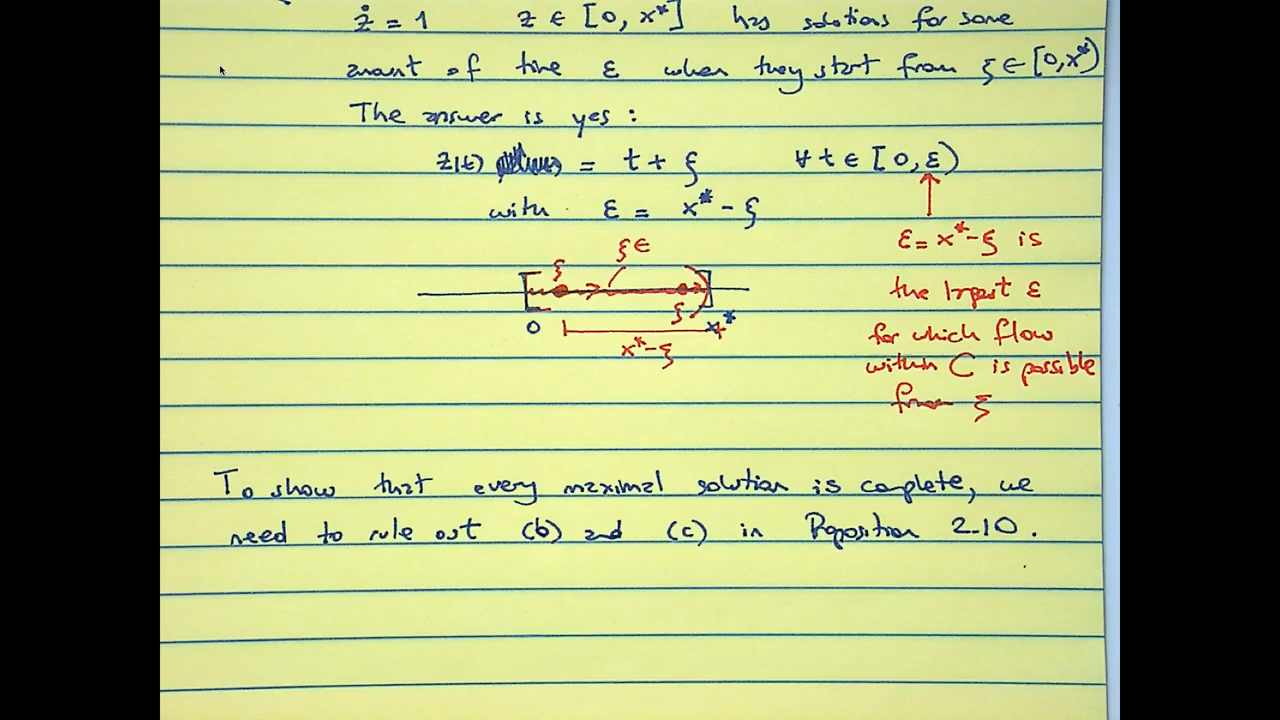 ż = 1 z ∈ [0, x*] has solutions for some
amount of time ε when they start from ξ ∈ [0, x*)
The answer is yes :
z(t) = t + ξ ∀ t ∈ [0, ε)
with ε = x* - ξ
ε = x* - ξ is
the largest ε
for which flow
within C is possible
from ξ
ξ ξ ∈
ξ
0 x*
x* - ξ
To show that every maximal solution is complete, we
need to rule out (b) and (c) in Proposition 2.10 .